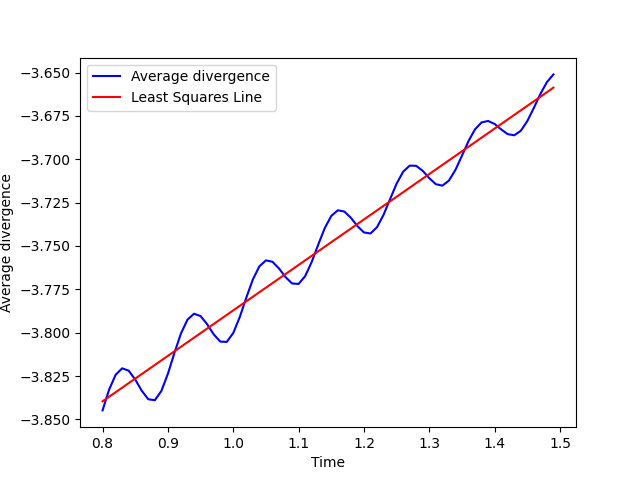 Average divergence
Least Squares Line
−3.650
−3.675
−3.700
−3.725
−3.750
−3.775
−3.800
−3.825
−3.850
Average divergence
0.8 0.9 1.0 1.1 1.2 1.3 1.4 1.5
Time